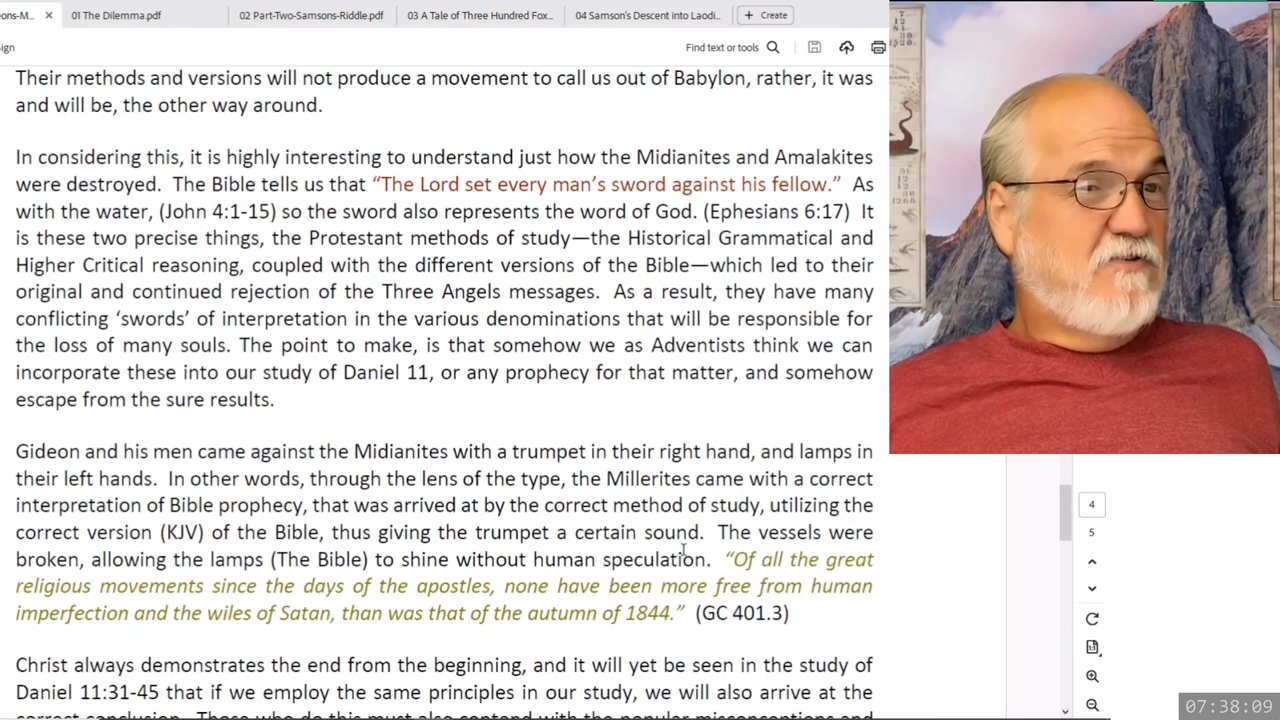 ons-M...
01 The Dilemma.pdf
02 Part-Two-Samsons-Riddle.pdf
03 A Tale of Three Hundred Fox...
04 Samson's Descent into Laodi...
+ Create
ign
Find text or tools
Their methods and versions will not produce a movement to call us out of Babylon, rather, it was
and will be, the other way around.
In considering this, it is highly interesting to understand just how the Midianites and Amalakites
were destroyed. The Bible tells us that “The Lord set every man’s sword against his fellow.” As
with the water, (John 4:1-15) so the sword also represents the word of God. (Ephesians 6:17) It
is these two precise things, the Protestant methods of study—the Historical Grammatical and
Higher Critical reasoning, coupled with the different versions of the Bible—which led to their
original and continued rejection of the Three Angels messages. As a result, they have many
conflicting ‘swords’ of interpretation in the various denominations that will be responsible for
the loss of many souls. The point to make, is that somehow we as Adventists think we can
incorporate these into our study of Daniel 11, or any prophecy for that matter, and somehow
escape from the sure results.
Gideon and his men came against the Midianites with a trumpet in their right hand, and lamps in
their left hands. In other words, through the lens of the type, the Millerites came with a correct
interpretation of Bible prophecy, that was arrived at by the correct method of study, utilizing the
correct version (KJV) of the Bible, thus giving the trumpet a certain sound. The vessels were
broken, allowing the lamps (The Bible) to shine without human speculation. “Of all the great
religious movements since the days of the apostles, none have been more free from human
imperfection and the wiles of Satan, than was that of the autumn of 1844.” (GC 401.3)
Christ always demonstrates the end from the beginning, and it will yet be seen in the study of
Daniel 11:31-45 that if we employ the same principles in our study, we will also arrive at the
correct conclusion. Those who do this must also contend with the popular misconceptions and
4
5
07:38:09